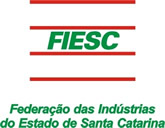 FIESC
Federação das Indústrias
do Estado de Santa Catarina